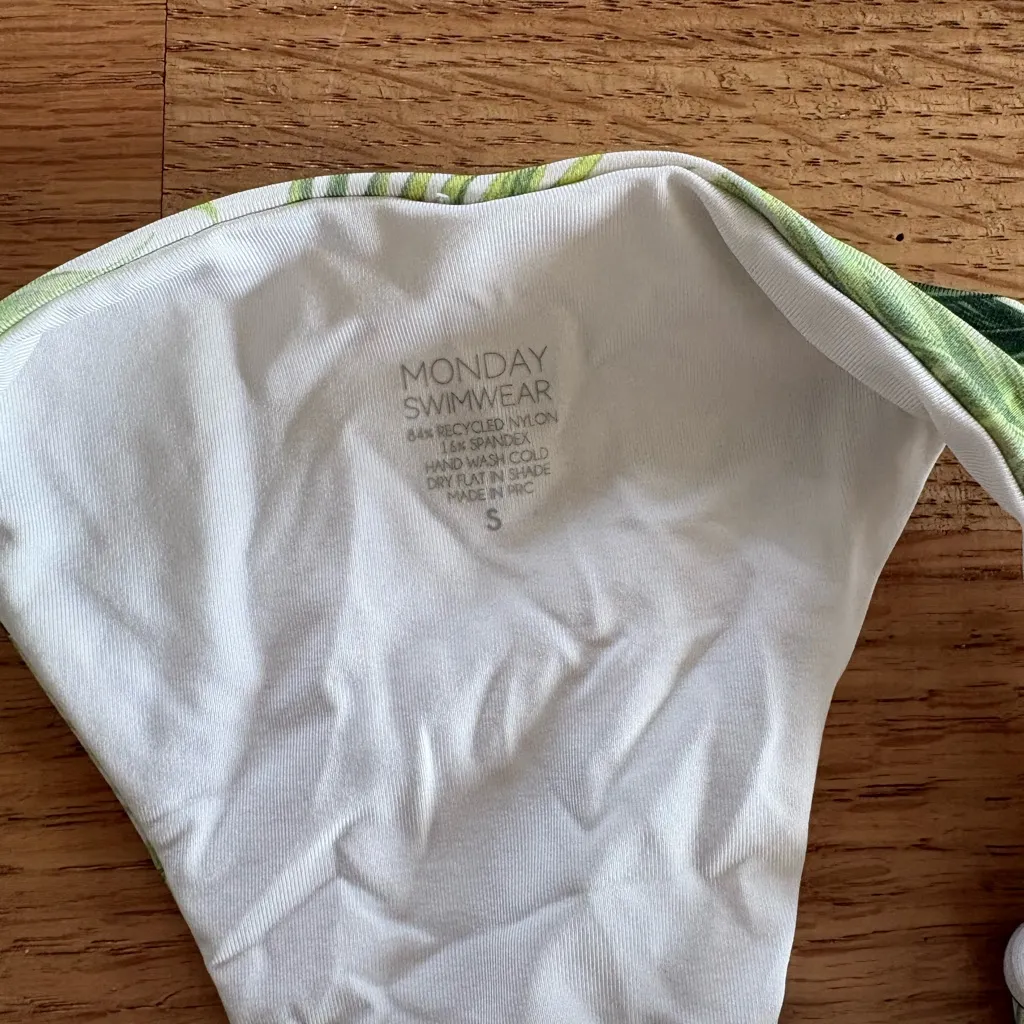 MONDAY
SWIMWEAR
84% RECYCLED NYLON
16% SPANDEX
HAND WASH COLD
DRY FLAT IN SHADE
MADE IN PRC
S